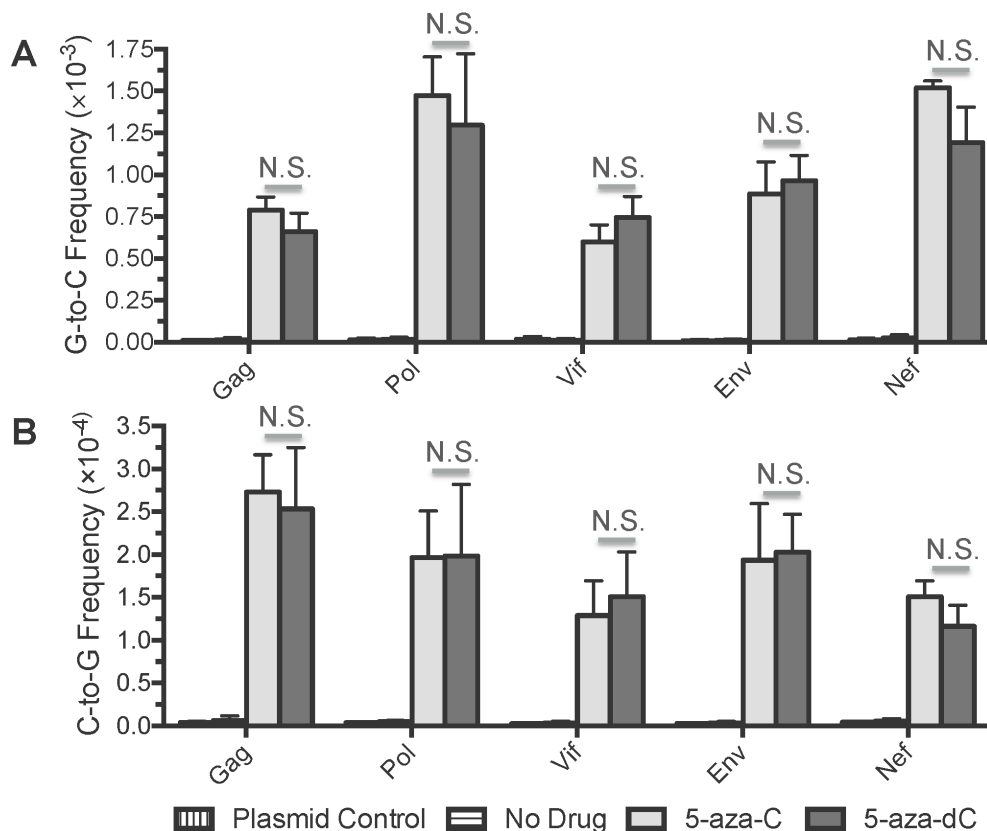 A
G-to-C Frequency (×10⁻³)
N.S. N.S. N.S. N.S. N.S.
1.75
1.50
1.25
1.00
0.75
0.50
0.25
0.00
Gag Pol Vif Env Nef
B
C-to-G Frequency (×10⁻⁴)
N.S. N.S. N.S. N.S. N.S.
3.5
3.0
2.5
2.0
1.5
1.0
0.5
0.0
Gag Pol Vif Env Nef
Plasmid Control No Drug 5-aza-C 5-aza-dC